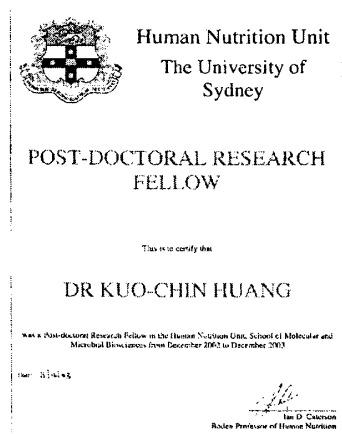 Human Nutrition Unit
The University of
Sydney
POST-DOCTORAL RESEARCH
FELLOW
This is to certify that
DR KUO-CHIN HUANG
was a Post-doctoral Research Fellow in the Human Nutrition Unit, School of Molecular and
Microbial Biosciences from December 2002 to December 2003
Ian D. Caterson
Boden Professor of Human Nutrition